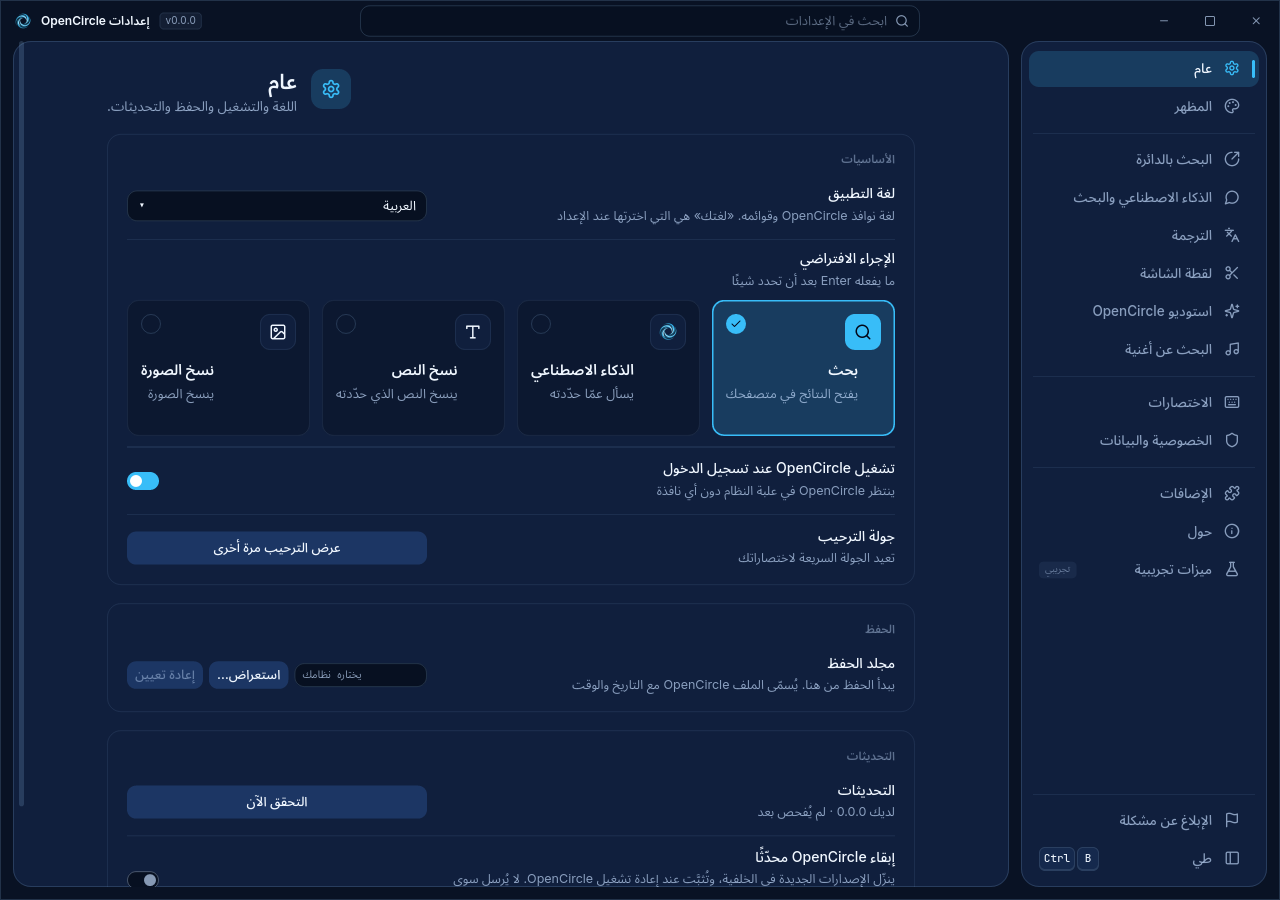 إعدادات OpenCircle
v0.0.0
ابحث في الإعدادات
عام
المظهر
البحث بالدائرة
الذكاء الاصطناعي والبحث
الترجمة
لقطة الشاشة
استوديو OpenCircle
البحث عن أغنية
الاختصارات
الخصوصية والبيانات
الإضافات
حول
ميزات تجريبية
تجريبي
الإبلاغ عن مشكلة
طي
Ctrl B
عام
اللغة والتشغيل والحفظ والتحديثات.
الأساسيات
لغة التطبيق
لغة نوافذ OpenCircle وقوائمه. «لغتك» هي التي اخترتها عند الإعداد
العربية
الإجراء الافتراضي
ما يفعله Enter بعد أن تحدد شيئًا
بحث
يفتح النتائج في متصفحك
الذكاء الاصطناعي
يسأل عمّا حدّدته
نسخ النص
ينسخ النص الذي حدّدته
نسخ الصورة
ينسخ الصورة
تشغيل OpenCircle عند تسجيل الدخول
ينتظر OpenCircle في علبة النظام دون أي نافذة
جولة الترحيب
تعيد الجولة السريعة لاختصاراتك
عرض الترحيب مرة أخرى
الحفظ
مجلد الحفظ
يبدأ الحفظ من هنا. يُسمّى الملف OpenCircle مع التاريخ والوقت
يختاره نظامك
استعراض...
إعادة تعيين
التحديثات
التحديثات
لديك 0.0.0 · لم يُفحص بعد
التحقق الآن
إبقاء OpenCircle محدّثًا
ينزّل الإصدارات الجديدة في الخلفية، وتُثبَّت عند إعادة تشغيل OpenCircle. لا يُرسل سوى